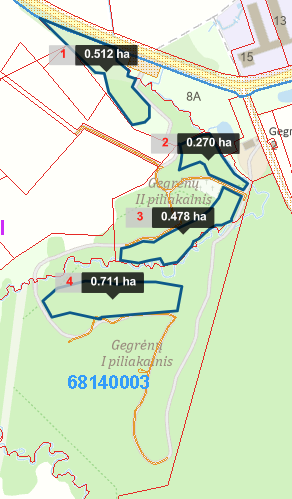 13
1 0.512 ha
15
8A
2 0.270 ha
Gegr
Gegrėnų
II piliakalnis
3 0.478 ha
4 0.711 ha
Gegrėnų
I piliakalnis
68140003